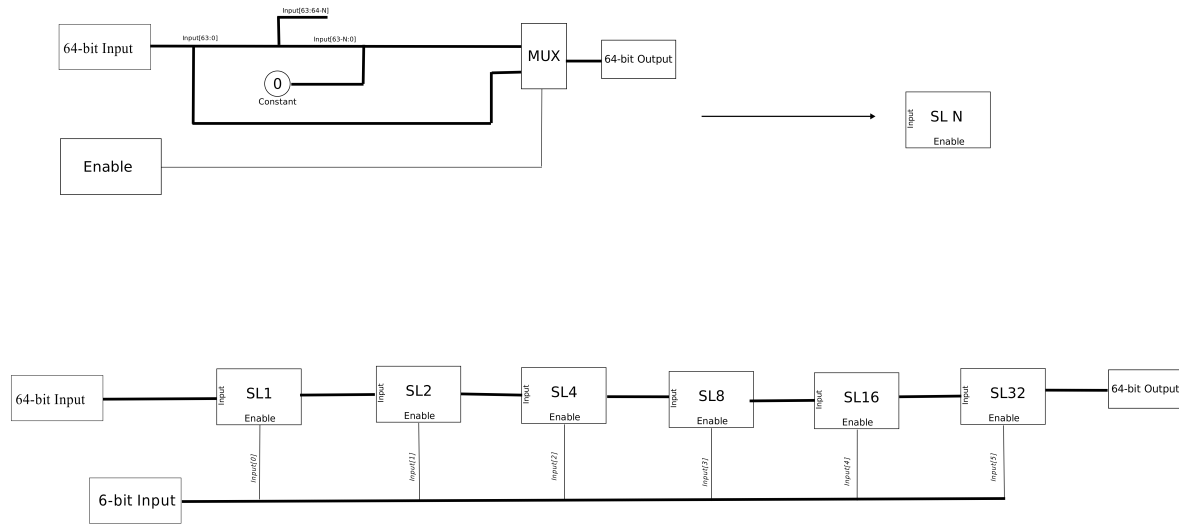 Input[63:64-N]
64-bit Input
Input[63:0]
Input[63-N:0]
MUX
64-bit Output
0
Constant
Enable
Input
SL N
Enable
64-bit Input
Input
SL1
Enable
Input
SL2
Enable
Input
SL4
Enable
Input
SL8
Enable
Input
SL16
Enable
Input
SL32
Enable
64-bit Output
Input[0]
Input[1]
Input[2]
Input[3]
Input[4]
Input[5]
6-bit Input